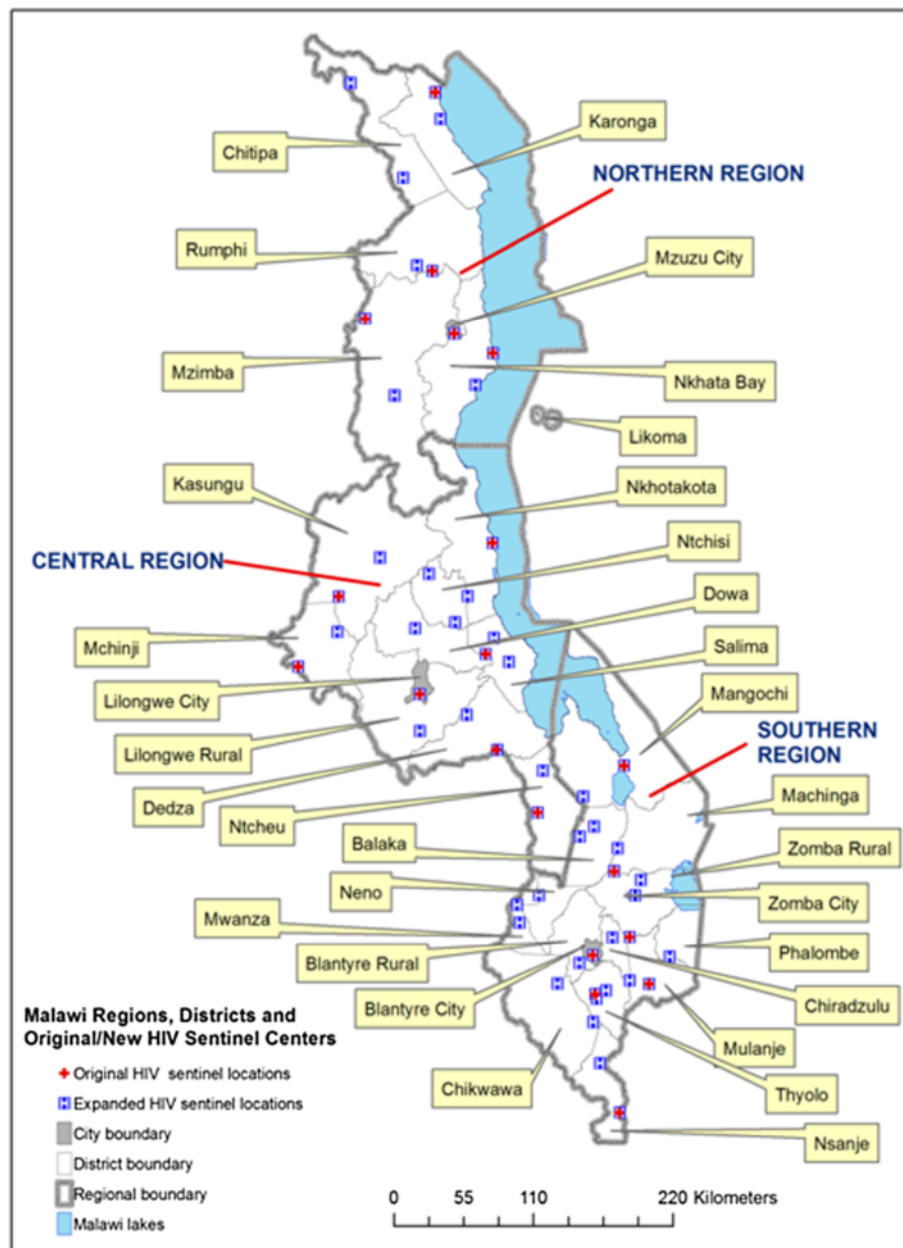 Karonga
Chitipa
NORTHERN REGION
Rumphi
Mzuzu City
Mzimba
Nkhata Bay
Likoma
Kasungu
Nkhotakota
Ntchisi
CENTRAL REGION
Dowa
Mchinji
Salima
Lilongwe City
Mangochi
SOUTHERN
REGION
Lilongwe Rural
Dedza
Machinga
Ntcheu
Balaka
Zomba Rural
Neno
Zomba City
Mwanza
Phalombe
Blantyre Rural
Blantyre City
Chiradzulu
Mulanje
Chikwawa
Thyolo
Nsanje
Malawi Regions, Districts and
Original/New HIV Sentinel Centers
Original HIV sentinel locations
Expanded HIV sentinel locations
City boundary
District boundary
Regional boundary
Malawi lakes
0 55 110 220 Kilometers